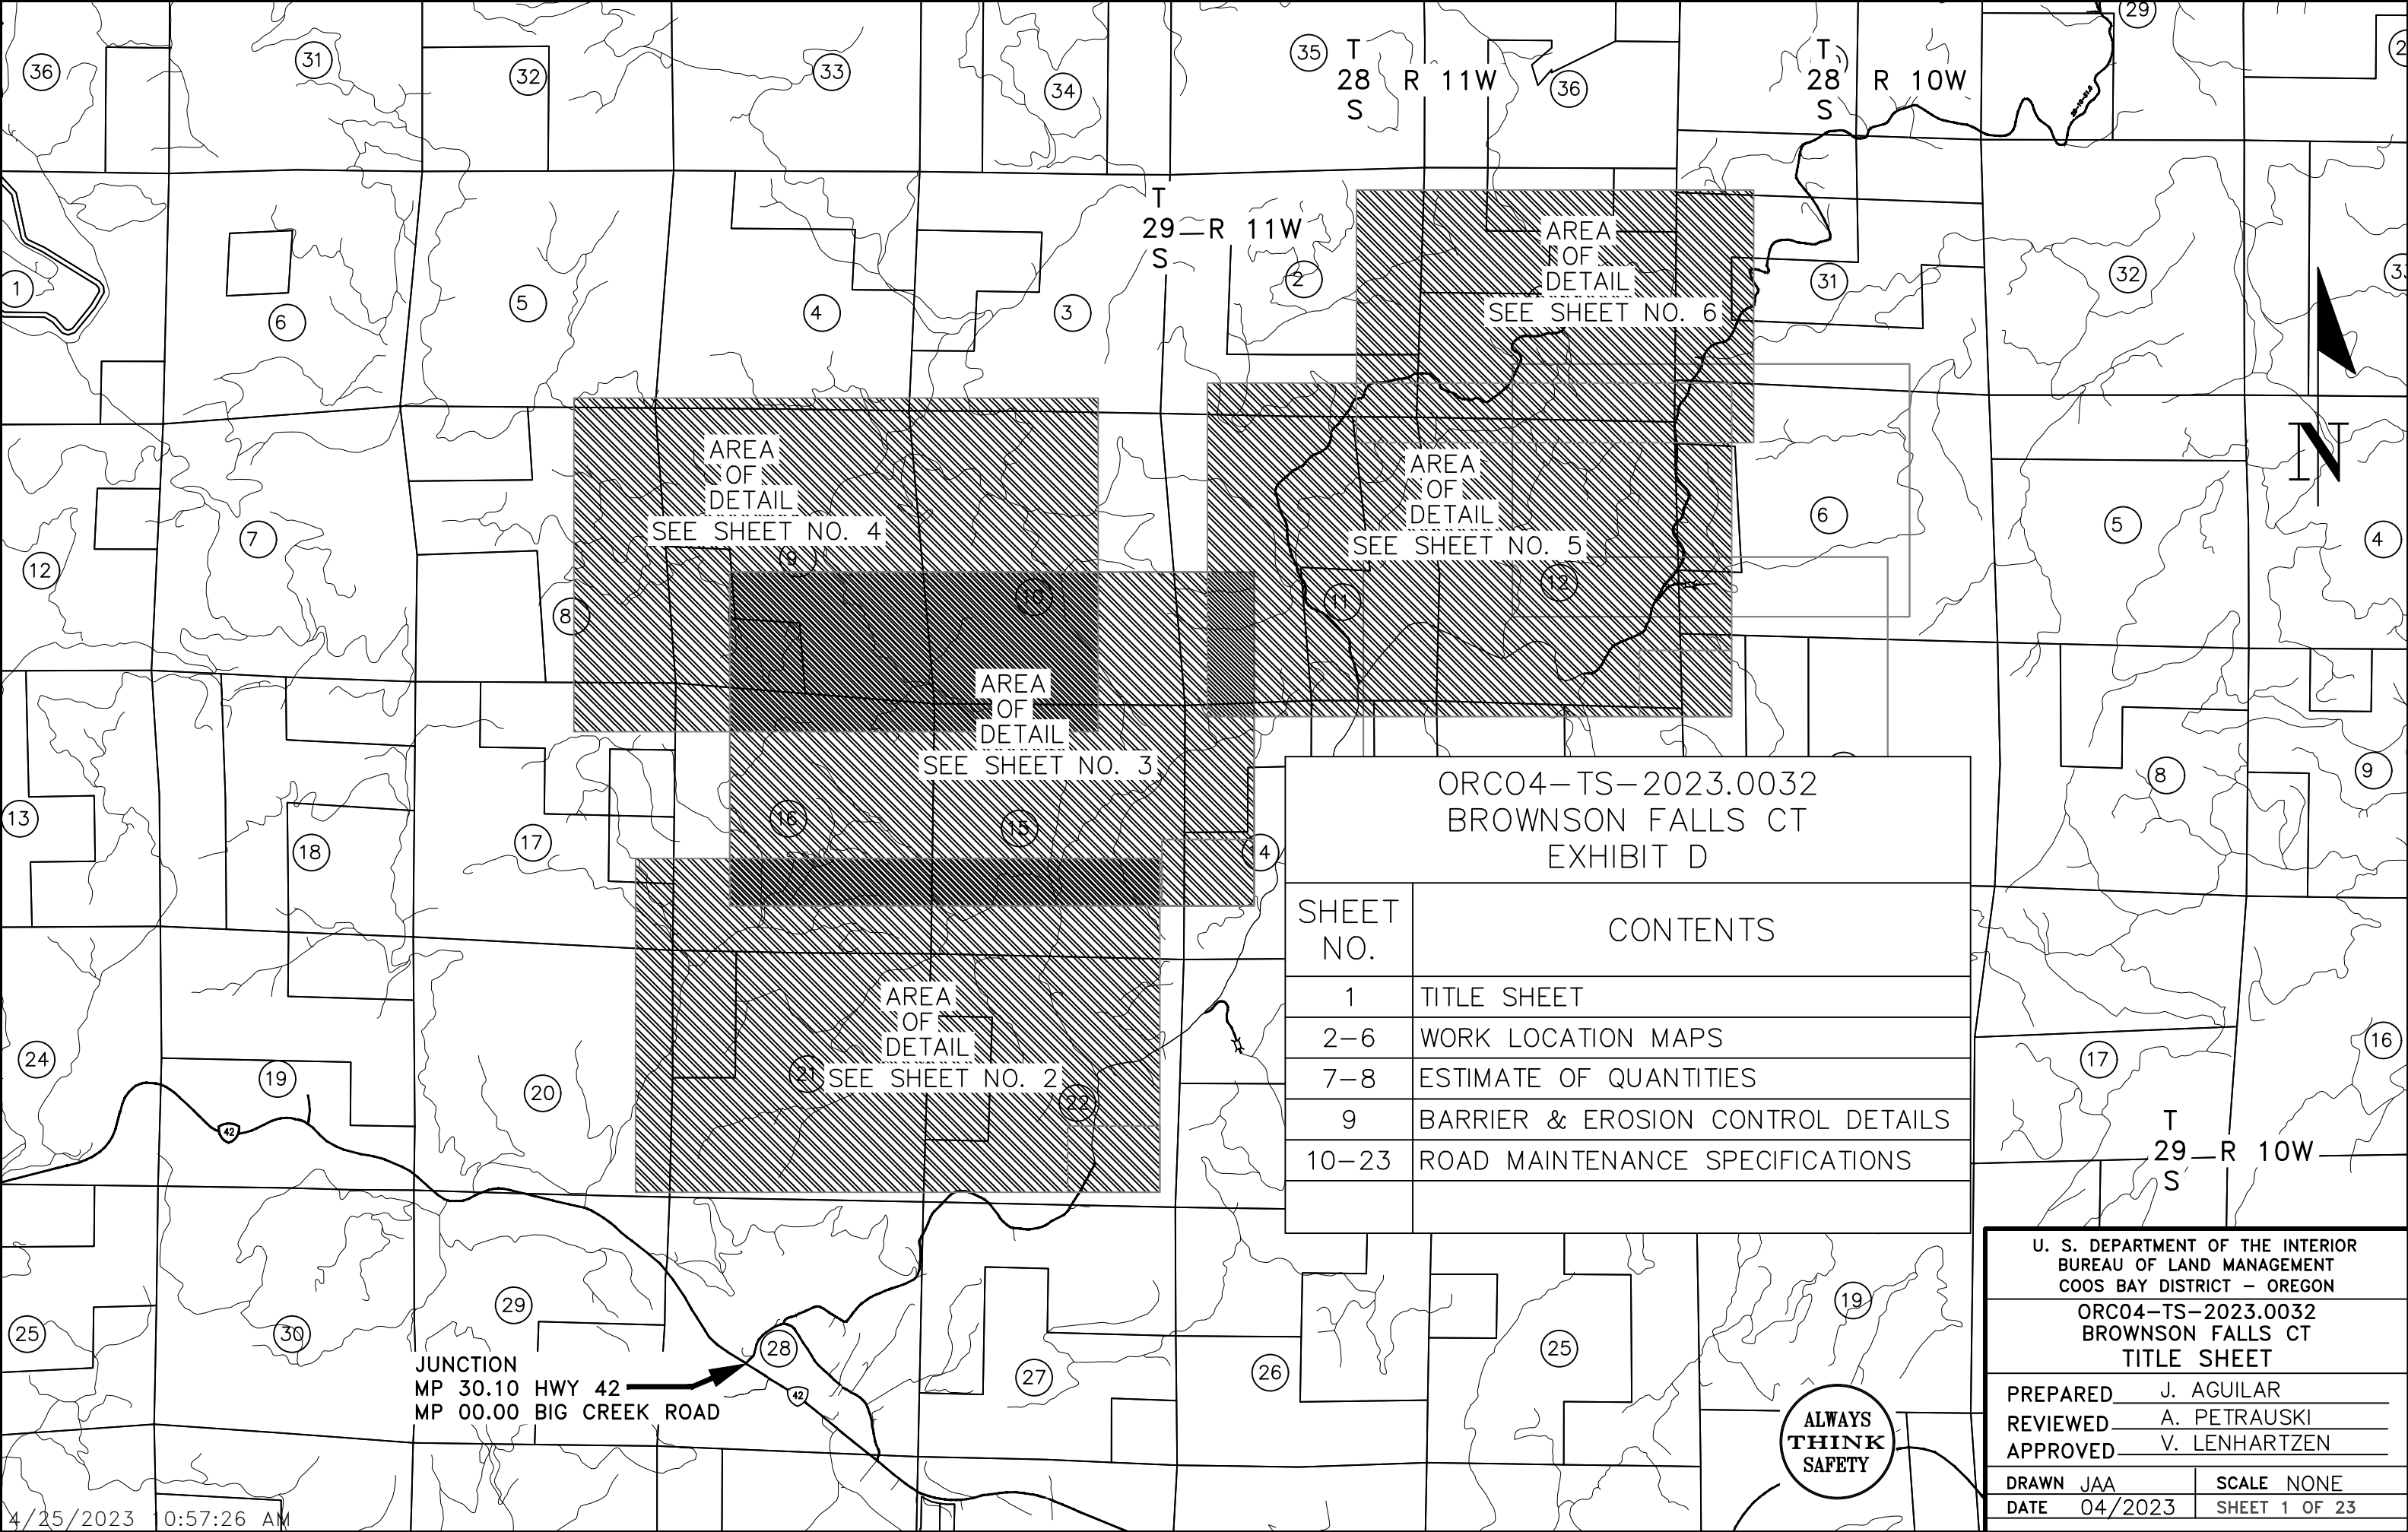 36
31
32
33
34
35
T
28 R 11W
S
36
T
28 R 10W
S
29
T
29 R 11W
S
1
6
5
4
3
2
31
32
AREA
OF
DETAIL
SEE SHEET NO. 6
12
7
8
AREA
OF
DETAIL
SEE SHEET NO. 4
9
10
AREA
OF
DETAIL
SEE SHEET NO. 5
11
12
6
5
4
N
AREA
OF
DETAIL
SEE SHEET NO. 3
13
18
17
16
15
8
9
ORC04-TS-2023.0032
BROWNSON FALLS CT
EXHIBIT D
SHEET NO. CONTENTS
1 TITLE SHEET
2-6 WORK LOCATION MAPS
7-8 ESTIMATE OF QUANTITIES
9 BARRIER & EROSION CONTROL DETAILS
10-23 ROAD MAINTENANCE SPECIFICATIONS
AREA
OF
DETAIL
SEE SHEET NO. 2
24
19
20
21
22
17
16
42
T
29 R 10W
S
25
30
29
28
27
26
25
19
JUNCTION
MP 30.10 HWY 42
MP 00.00 BIG CREEK ROAD
42
ALWAYS
THINK
SAFETY
U. S. DEPARTMENT OF THE INTERIOR
BUREAU OF LAND MANAGEMENT
COOS BAY DISTRICT - OREGON
ORC04-TS-2023.0032
BROWNSON FALLS CT
TITLE SHEET
PREPARED J. AGUILAR
REVIEWED A. PETRAUSKI
APPROVED V. LENHARTZEN
DRAWN JAA SCALE NONE
DATE 04/2023 SHEET 1 OF 23
4/25/2023 10:57:26 AM